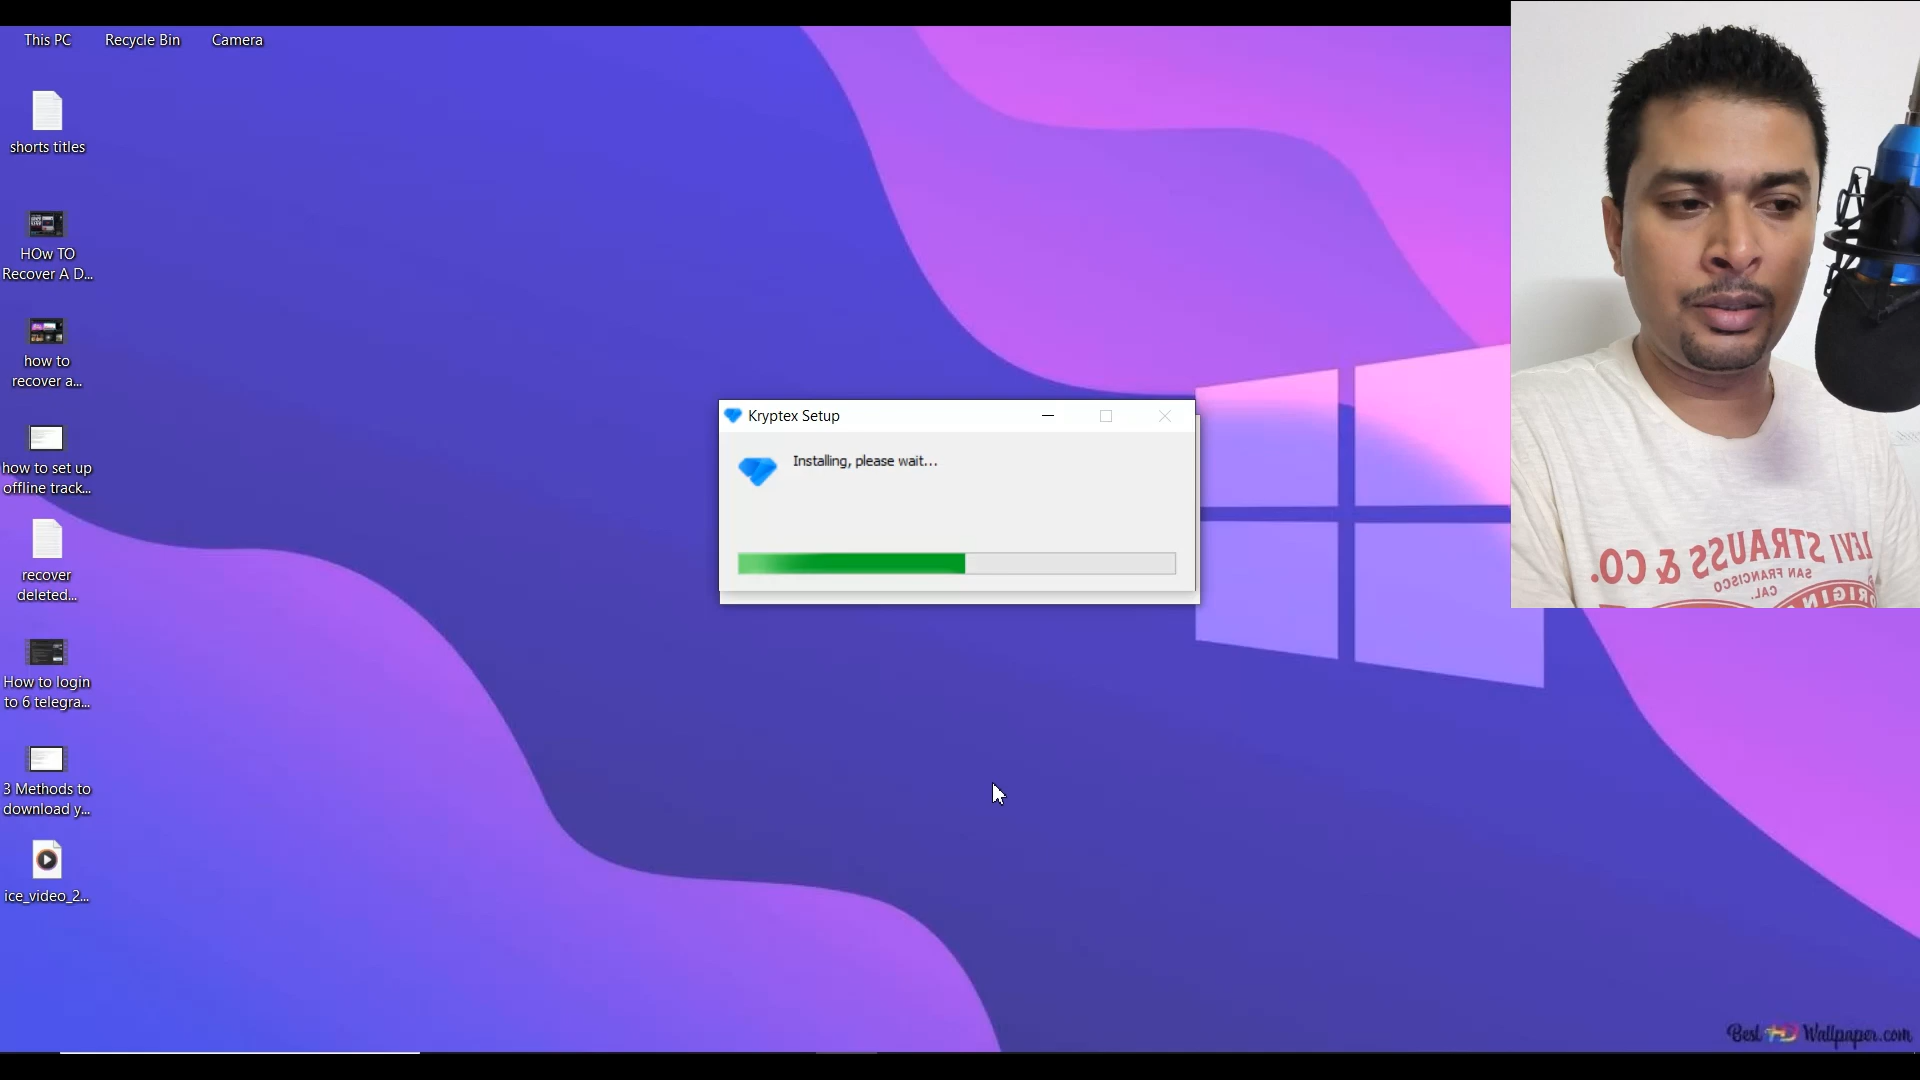 This PC
Recycle Bin
Camera
shorts titles
HOw TO
Recover A D...
how to
recover a...
how to set up
offline track...
recover
deleted...
How to login
to 6 telegra...
3 Methods to
download y...
ice_video_2...
Kryptex Setup
Installing, please wait...
LEVI STRAUSS & CO.
SAN FRANCISCO
CAL.
Best HD Wallpaper.com